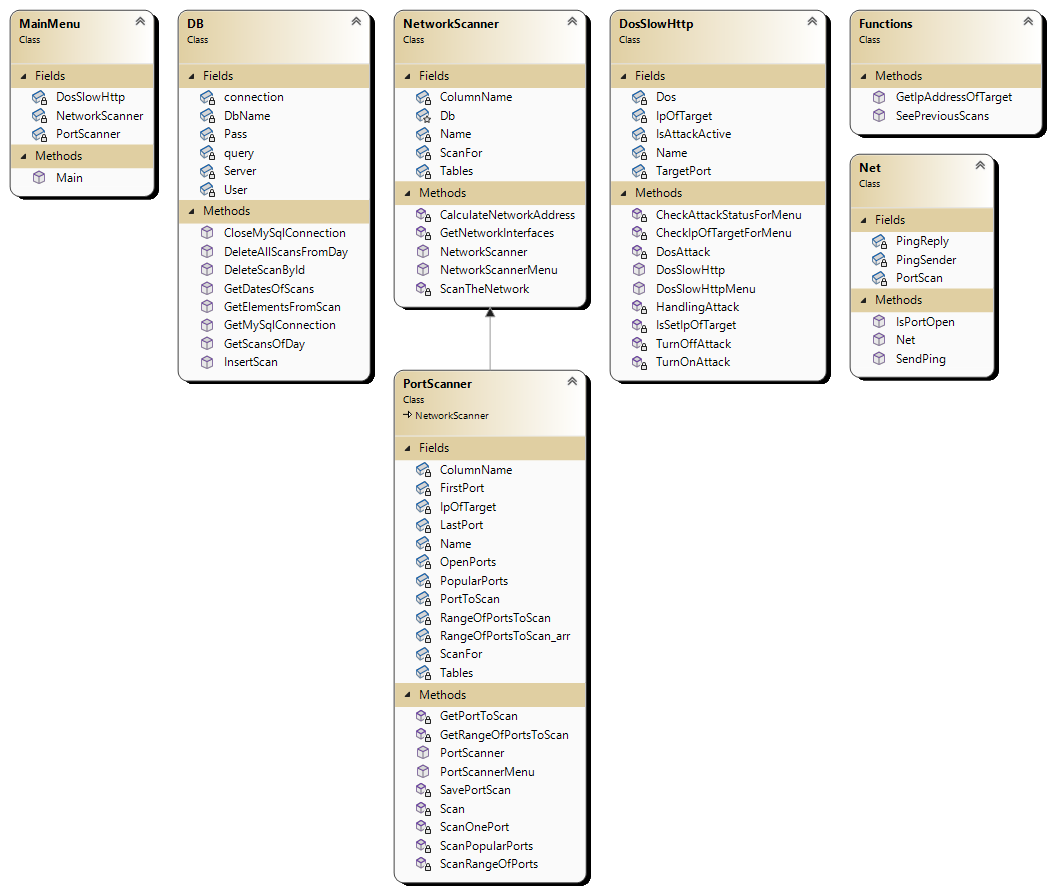 MainMenu
Class
Fields
DosSlowHttp
NetworkScanner
PortScanner
Methods
Main
DB
Class
Fields
connection
DbName
Pass
query
Server
User
Methods
CloseMySqlConnection
DeleteAllScansFromDay
DeleteScanById
GetDatesOfScans
GetElementsFromScan
GetMySqlConnection
GetScansOfDay
InsertScan
NetworkScanner
Class
Fields
ColumnName
Db
Name
ScanFor
Tables
Methods
CalculateNetworkAddress
GetNetworkInterfaces
NetworkScanner
NetworkScannerMenu
ScanTheNetwork
PortScanner
Class
NetworkScanner
Fields
ColumnName
FirstPort
IpOfTarget
LastPort
Name
OpenPorts
PopularPorts
PortToScan
RangeOfPortsToScan
RangeOfPortsToScan_arr
ScanFor
Tables
Methods
GetPortToScan
GetRangeOfPortsToScan
PortScanner
PortScannerMenu
SavePortScan
Scan
ScanOnePort
ScanPopularPorts
ScanRangeOfPorts
DosSlowHttp
Class
Fields
Dos
IpOfTarget
IsAttackActive
Name
TargetPort
Methods
CheckAttackStatusForMenu
CheckIpOfTargetForMenu
DosAttack
DosSlowHttp
DosSlowHttpMenu
HandlingAttack
IsSetIpOfTarget
TurnOffAttack
TurnOnAttack
Functions
Class
Methods
GetIpAddressOfTarget
SeePreviousScans
Net
Class
Fields
PingReply
PingSender
PortScan
Methods
IsPortOpen
Net
SendPing